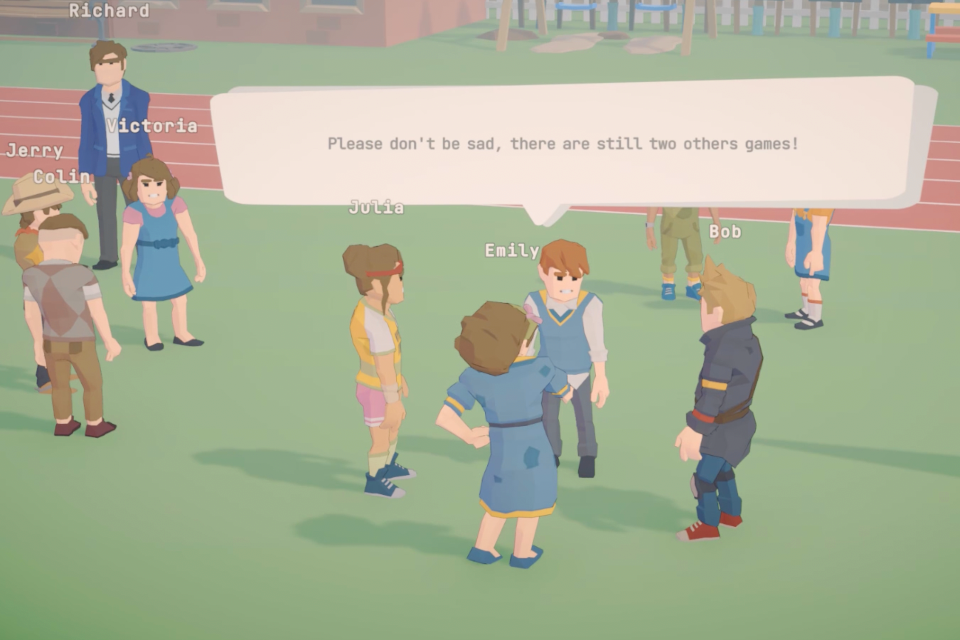 Richard
Victoria
Jerry
Colin
Please don't be sad, there are still two others games!
Julia
Emily
Bob